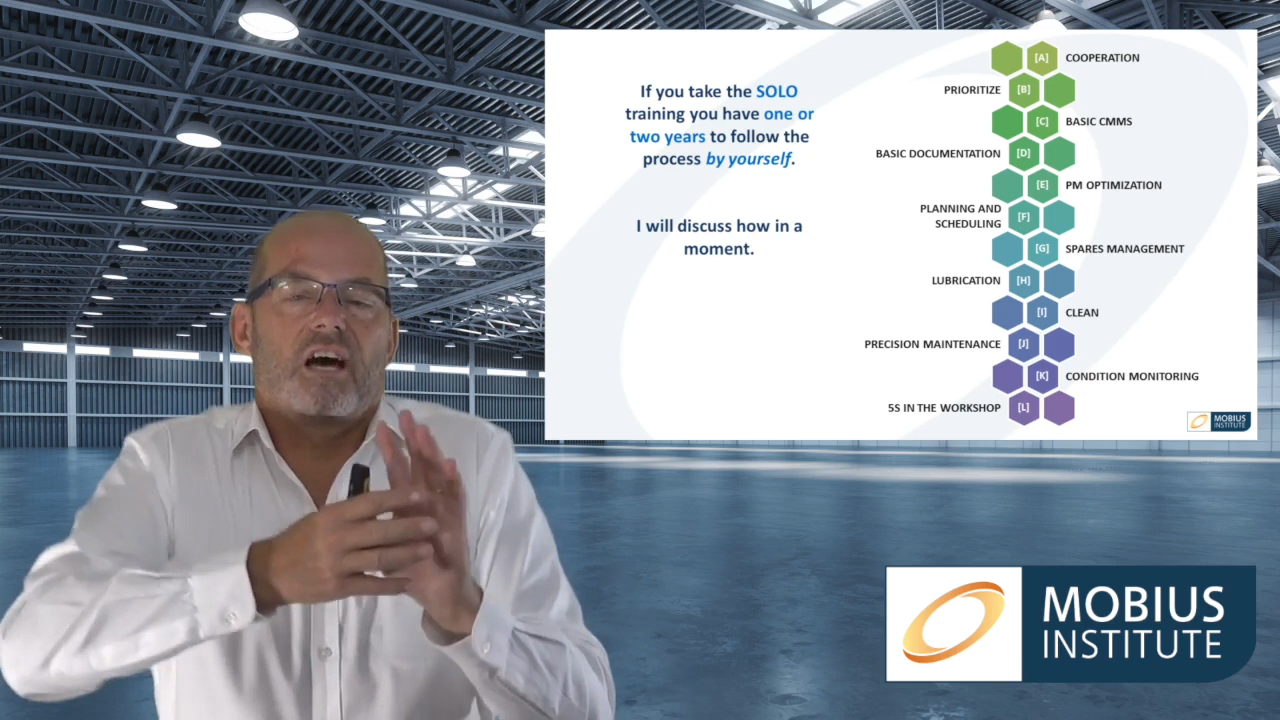 If you take the SOLO
training you have one or
two years to follow the
process by yourself.
I will discuss how in a
moment.
[A] COOPERATION
PRIORITIZE [B]
[C] BASIC CMMS
BASIC DOCUMENTATION [D]
[E] PM OPTIMIZATION
PLANNING AND
SCHEDULING [F]
[G] SPARES MANAGEMENT
LUBRICATION [H]
[I] CLEAN
PRECISION MAINTENANCE [J]
[K] CONDITION MONITORING
5S IN THE WORKSHOP [L]
MOBIUS
INSTITUTE
MOBIUS
INSTITUTE